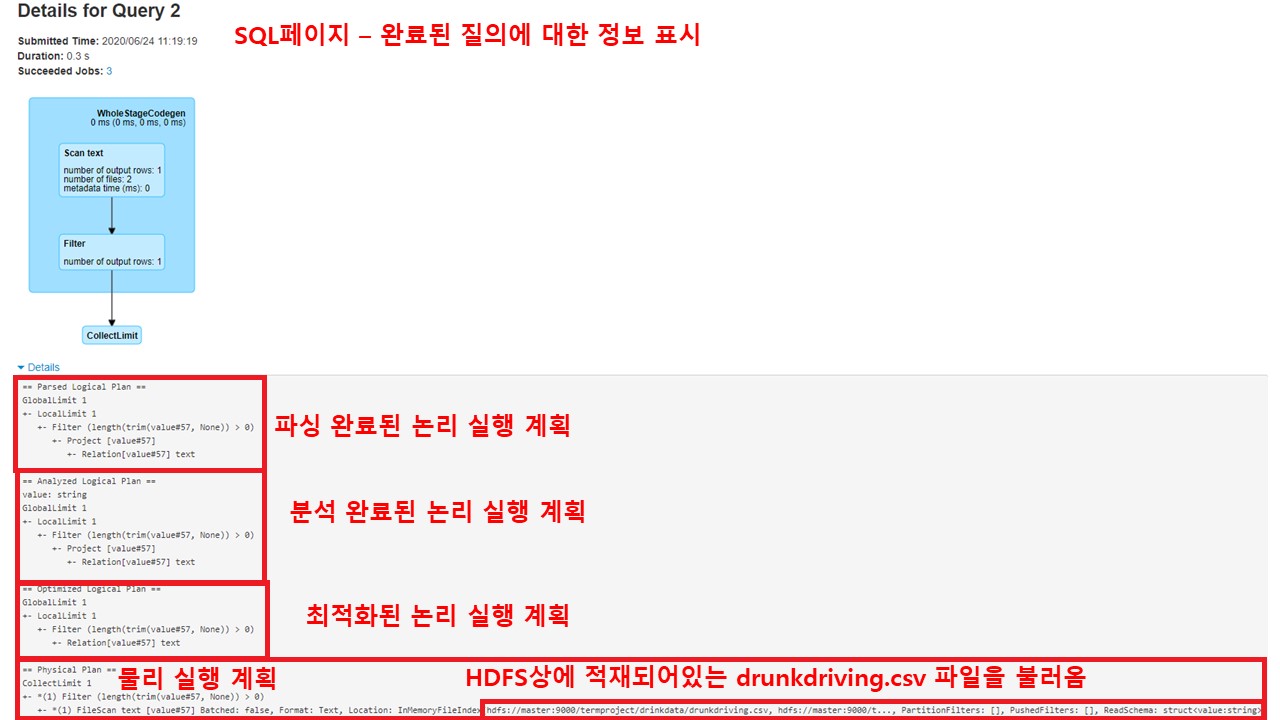 Details for Query 2
Submitted Time: 2020/06/24 11:19:19
SQL페이지 – 완료된 질의에 대한 정보 표시
Duration: 0.3 s
Succeeded Jobs: 3
WholeStageCodegen
0 ms (0 ms, 0 ms, 0 ms)
Scan text
number of output rows: 1
number of files: 2
metadata time (ms): 0
Filter
number of output rows: 1
CollectLimit
Details
== Parsed Logical Plan ==
GlobalLimit 1
+- LocalLimit 1
+- Filter (length(trim(value#57, None)) > 0)
+- Project [value#57]
+- Relation[value#57] text
파싱 완료된 논리 실행 계획
== Analyzed Logical Plan ==
value: string
GlobalLimit 1
+- LocalLimit 1
+- Filter (length(trim(value#57, None)) > 0)
+- Project [value#57]
+- Relation[value#57] text
분석 완료된 논리 실행 계획
== Optimized Logical Plan ==
GlobalLimit 1
+- LocalLimit 1
+- Filter (length(trim(value#57, None)) > 0)
+- Relation[value#57] text
최적화된 논리 실행 계획
== Physical Plan ==
물리 실행 계획
HDFS상에 적재되어있는 drunkdriving.csv 파일을 불러옴
CollectLimit 1
+- *(1) Filter (length(trim(value#57, None)) > 0)
+- *(1) FileScan text [value#57] Batched: false, Format: Text, Location: InMemoryFileIndex hdfs://master:9000/termproject/drinkdata/drunkdriving.csv, hdfs://master:9000/t..., PartitionFilters: [], PushedFilters: [], ReadSchema: struct<value:string>